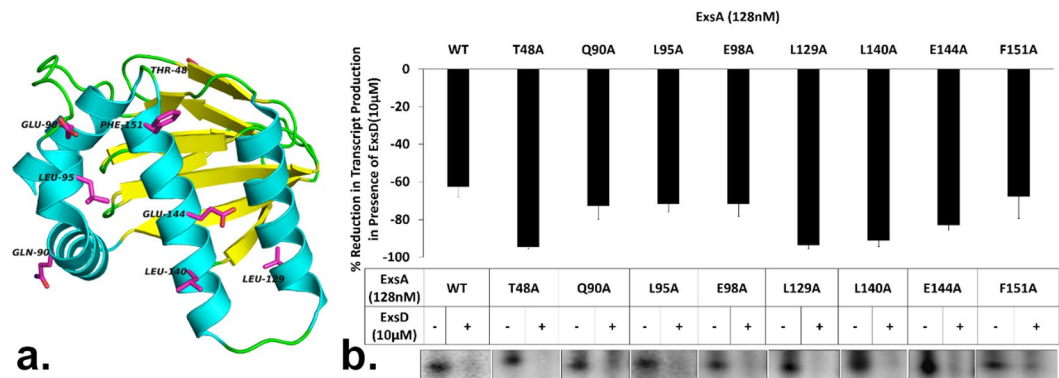 THR-48
GLU-98
PHE-151
LEU-95
GLU-144
GLN-90
LEU-140
LEU-129
a.
ExsA (128nM)
WT T48A Q90A L95A E98A L129A L140A E144A F151A
% Reduction in Transcript Production
in Presence of ExsD(10μM)
0
-20
-40
-60
-80
-100
ExsA
(128nM)
WT T48A Q90A L95A E98A L129A L140A E144A F151A
ExsD
(10μM)
- + - + - + - + - + - + - + - + - +
b.